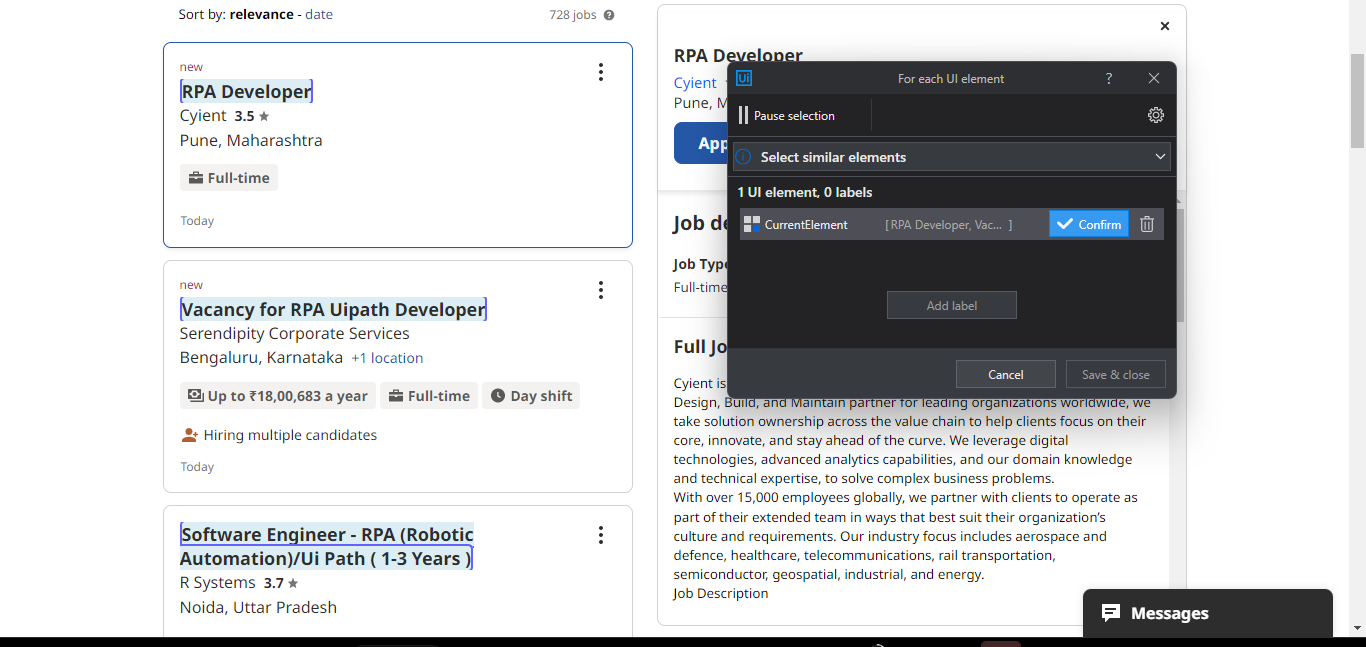 Sort by: relevance - date
728 jobs
new
RPA Developer
Cyient 3.5 ★
Pune, Maharashtra
Full-time
Today
new
Vacancy for RPA Uipath Developer
Serendipity Corporate Services
Bengaluru, Karnataka +1 location
Up to ₹18,00,683 a year Full-time Day shift
Hiring multiple candidates
Today
Software Engineer - RPA (Robotic
Automation)/Ui Path ( 1-3 Years )
R Systems 3.7 ★
Noida, Uttar Pradesh
RPA Developer
Cyient
Pune, M
App
Job de
Job Type
Full-time
Full Jo
Cyient is
Design, Build, and Maintain partner for leading organizations worldwide, we
take solution ownership across the value chain to help clients focus on their
core, innovate, and stay ahead of the curve. We leverage digital
technologies, advanced analytics capabilities, and our domain knowledge
and technical expertise, to solve complex business problems.
With over 15,000 employees globally, we partner with clients to operate as
part of their extended team in ways that best suit their organization’s
culture and requirements. Our industry focus includes aerospace and
defence, healthcare, telecommunications, rail transportation,
semiconductor, geospatial, industrial, and energy.
Job Description
Ui For each UI element ?
Pause selection
Select similar elements
1 UI element, 0 labels
CurrentElement [ RPA Developer, Vac... ] Confirm
Add label
Cancel Save & close
Messages